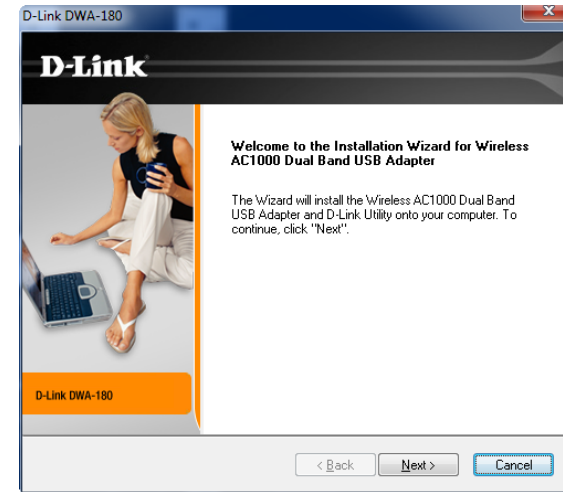 D-Link DWA-180
D-Link
Welcome to the Installation Wizard for Wireless
AC1000 Dual Band USB Adapter
The Wizard will install the Wireless AC1000 Dual Band
USB Adapter and D-Link Utility onto your computer. To
continue, click "Next".
D-Link DWA-180
< Back
Next >
Cancel